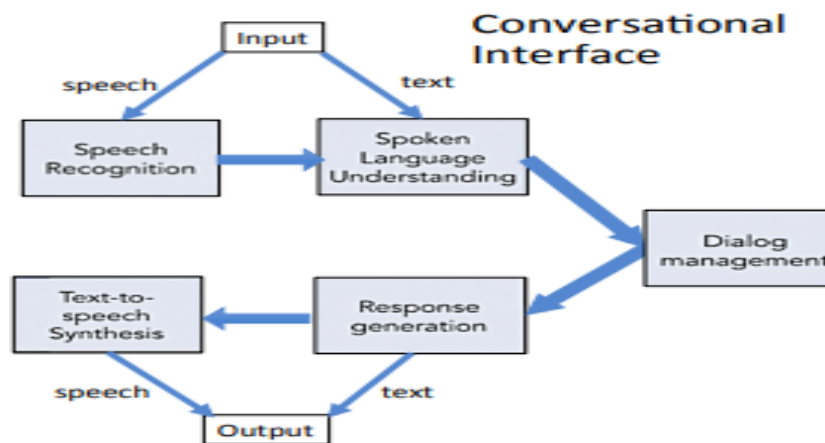 Conversational
Interface
Input
speech
text
Speech
Recognition
Spoken
Language
Understanding
Dialog
management
Text-to-
speech
Synthesis
Response
generation
speech
text
Output